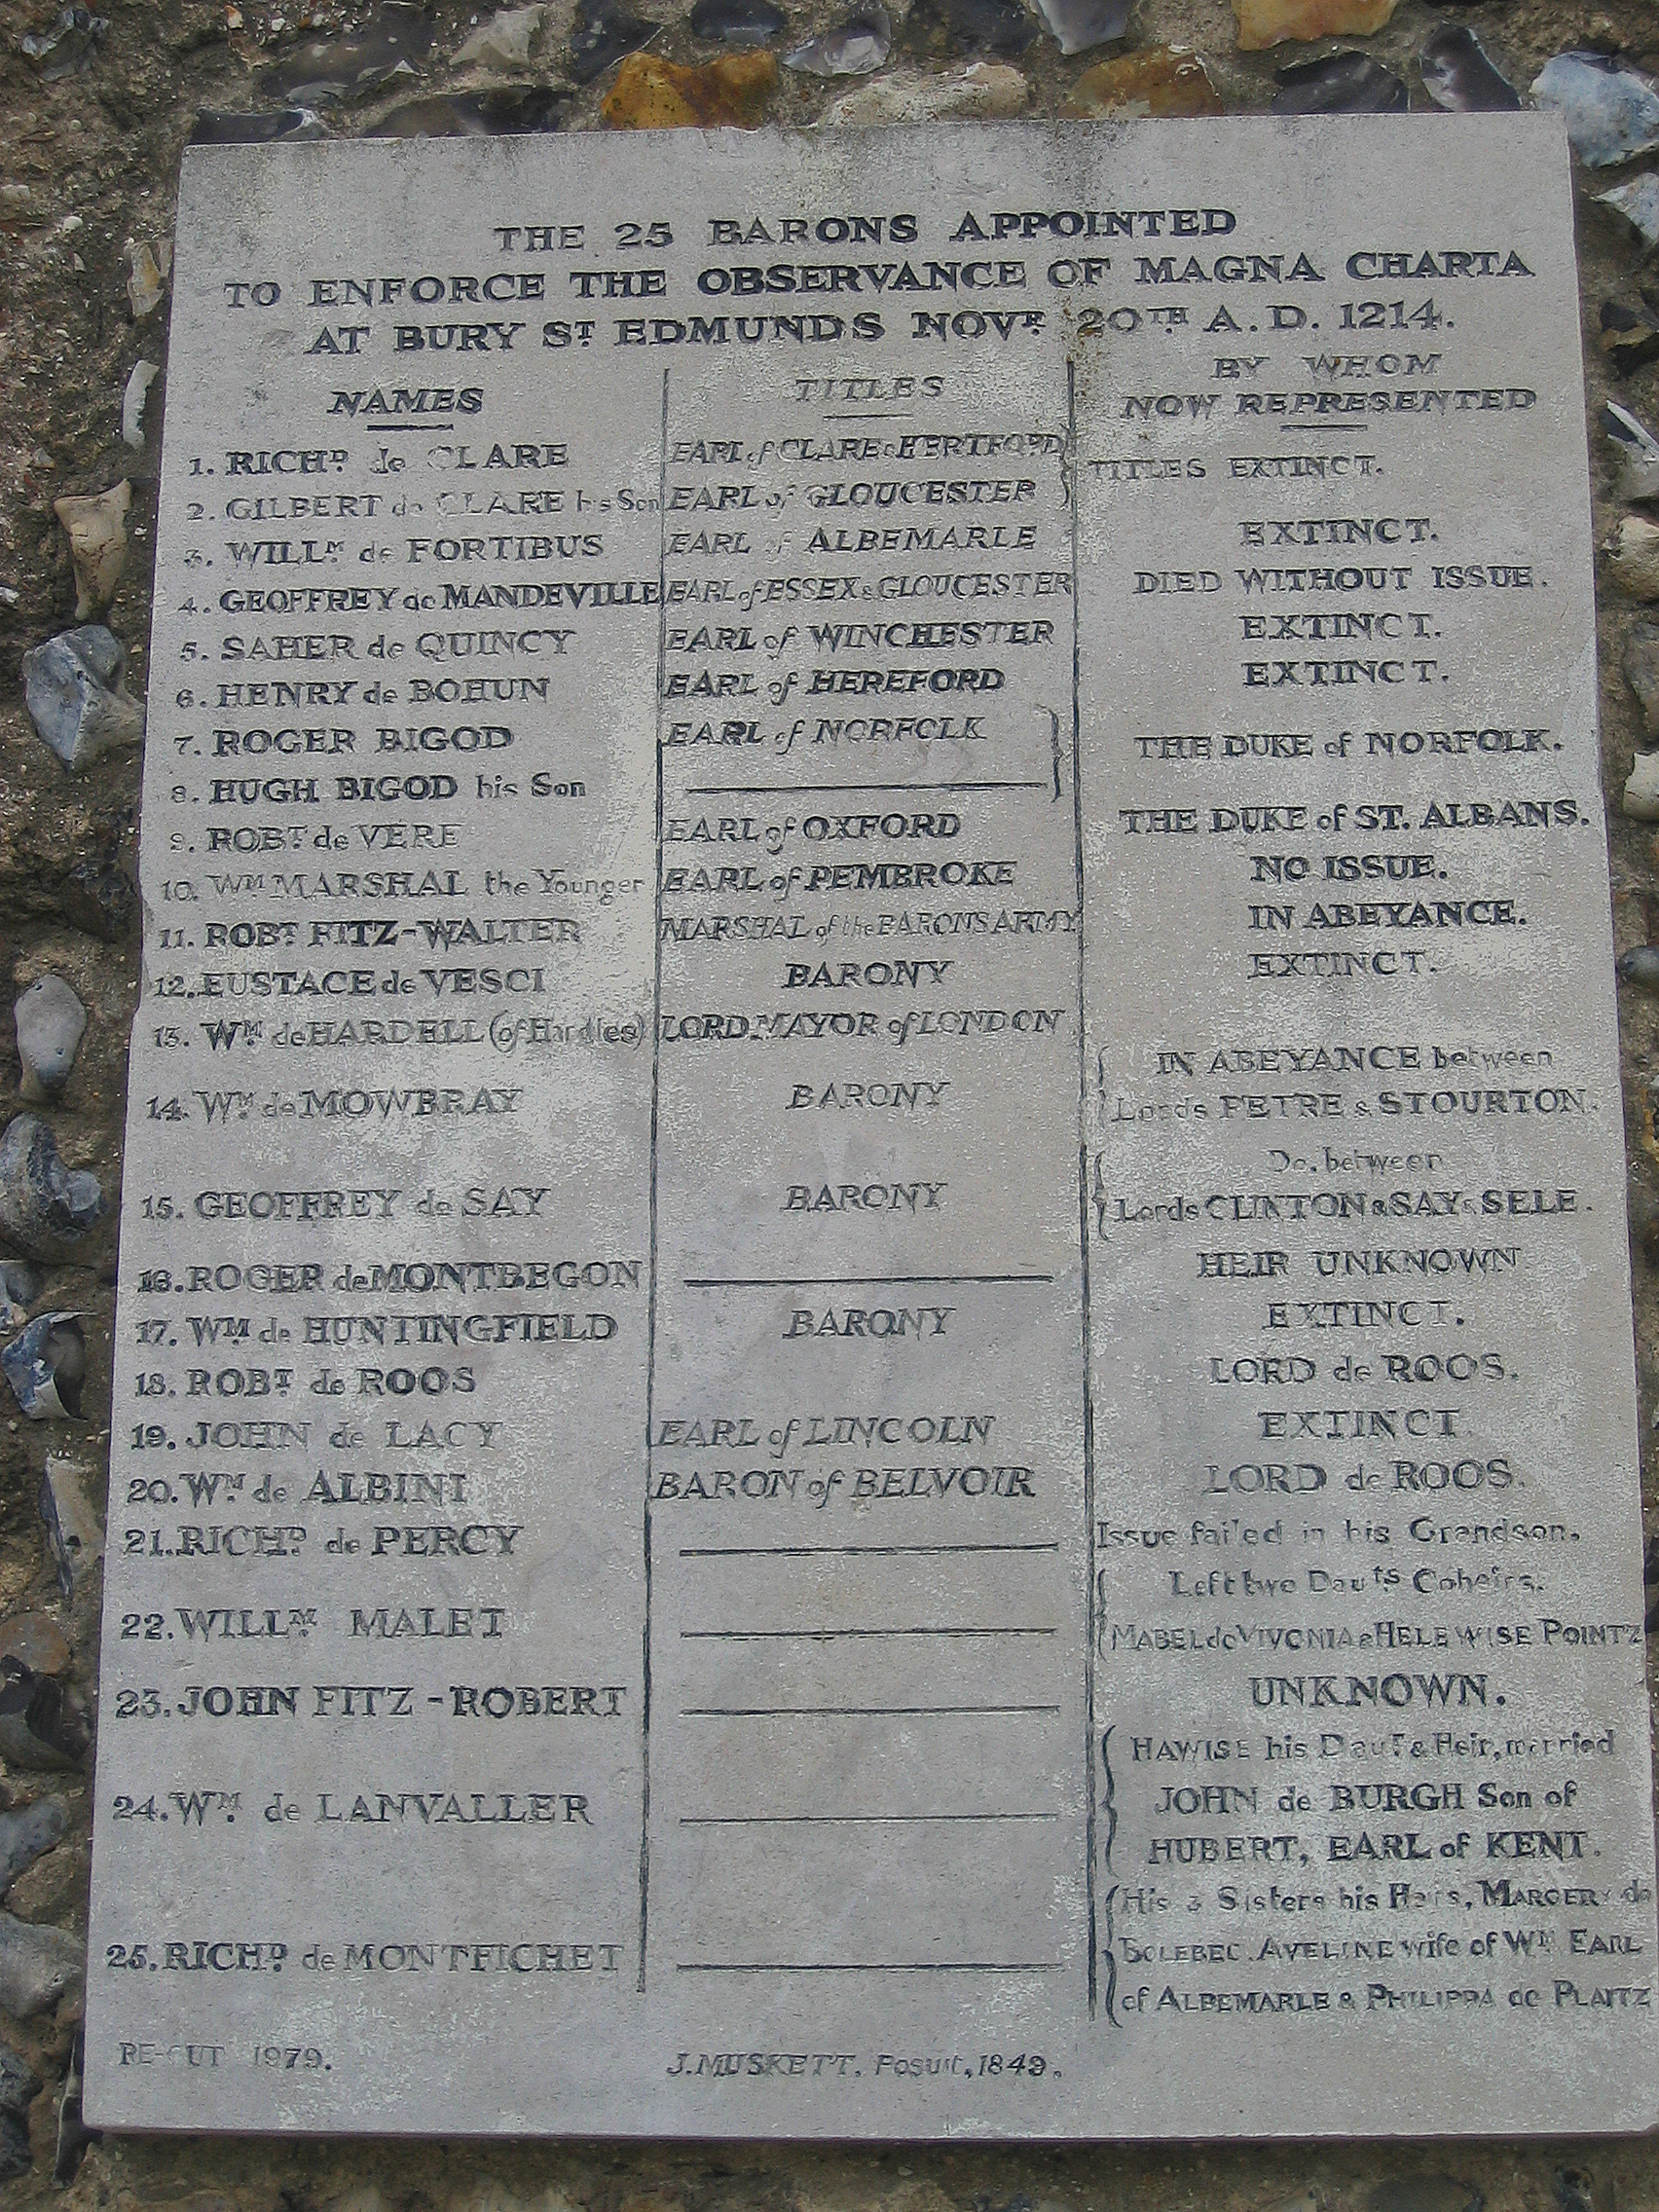 THE 25 BARONS APPOINTED
TO ENFORCE THE OBSERVANCE OF MAGNA CHARTA
AT BURY ST EDMUNDS NOVR 20TH A.D. 1214.
NAMES TITLES BY WHOM
NOW REPRESENTED
1. RICHD de CLARE EARL of CLARE & HERTFORD
2. GILBERT de CLARE his Son EARL of GLOUCESTER TITLES EXTINCT.
3. WILLM de FORTIBUS EARL of ALBEMARLE EXTINCT.
4. GEOFFREY de MANDEVILLE EARL of ESSEX & GLOUCESTER DIED WITHOUT ISSUE.
5. SAHER de QUINCY EARL of WINCHESTER EXTINCT.
6. HENRY de BOHUN EARL of HEREFORD EXTINCT.
7. ROGER BIGOD EARL of NORFOLK THE DUKE of NORFOLK.
8. HUGH BIGOD his Son
9. ROBT de VERE EARL of OXFORD THE DUKE of ST. ALBANS.
10. WM MARSHAL the Younger EARL of PEMBROKE NO ISSUE.
11. ROBT FITZ-WALTER MARSHAL of the BARONS ARMY IN ABEYANCE.
12. EUSTACE de VESCI BARONY EXTINCT.
13. WM de HARDELL (of Hardles) LORD MAYOR of LONDON
14. WM de MOWBRAY BARONY IN ABEYANCE between
Lords PETRE & STOURTON.
15. GEOFFREY de SAY BARONY Do. between
Lords CLINTON & SAY & SELE.
16. ROGER de MONTBEGON HEIR UNKNOWN
17. WM de HUNTINGFIELD BARONY EXTINCT.
18. ROBT de ROOS LORD de ROOS.
19. JOHN de LACY EARL of LINCOLN EXTINCT
20. WM de ALBINI BARON of BELVOIR LORD de ROOS.
21. RICHD de PERCY Issue failed in his Grandson.
22. WILLM MALET Left two Dauts Coheirs.
MABEL de VIVONIA & HELEWISE POINTZ
23. JOHN FITZ-ROBERT UNKNOWN.
24. WM de LANVALLER HAWISE his Daut & Heir, married
JOHN de BURGH Son of
HUBERT, EARL of KENT.
25. RICHD de MONTFICHET His 3 Sisters his Heirs, MARGERY de
BOLEBEC. AVELINE wife of WM EARL
of ALBEMARLE & PHILIPPA de PLAITZ
RE-CUT 1979. J. MUSKETT. Posuit, 1849.